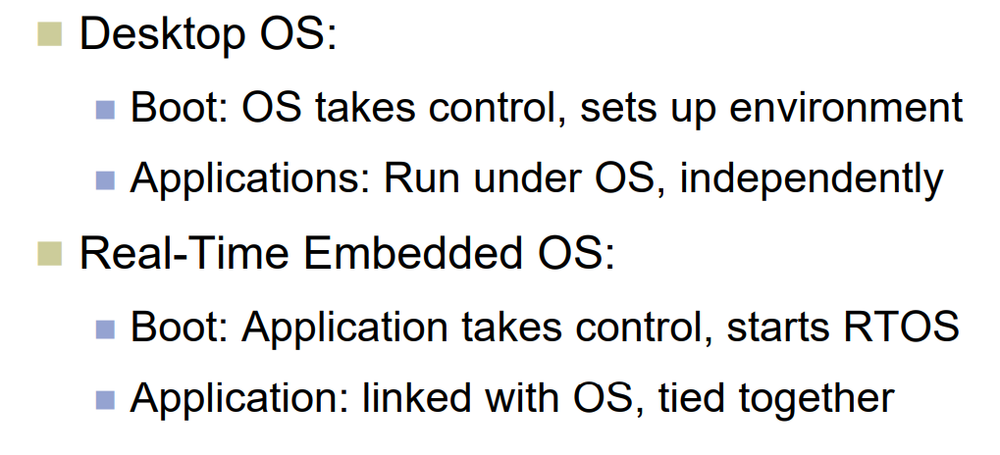 Desktop OS:
Boot: OS takes control, sets up environment
Applications: Run under OS, independently
Real-Time Embedded OS:
Boot: Application takes control, starts RTOS
Application: linked with OS, tied together